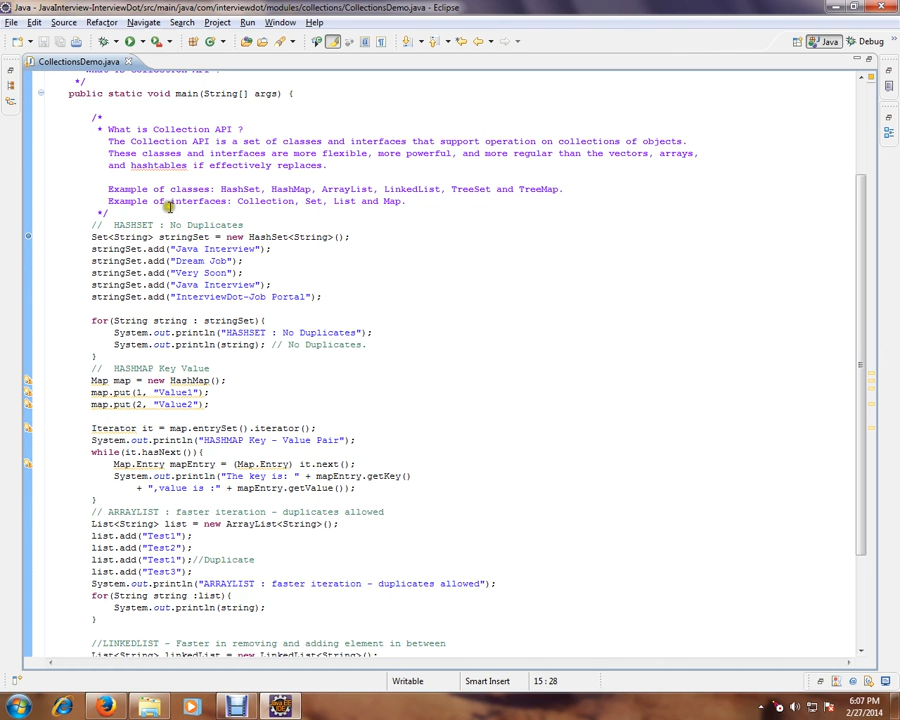 Java - JavaInterview-InterviewDot/src/main/java/com/interviewdot/modules/collections/CollectionsDemo.java - Eclipse
File Edit Source Refactor Navigate Search Project Run Window Help
Java Debug
CollectionsDemo.java
* What is Collection API ?
*/
public static void main(String[] args) {
/*
* What is Collection API ?
The Collection API is a set of classes and interfaces that support operation on collections of objects.
These classes and interfaces are more flexible, more powerful, and more regular than the vectors, arrays,
and hashtables if effectively replaces.
Example of classes: HashSet, HashMap, ArrayList, LinkedList, TreeSet and TreeMap.
Example of interfaces: Collection, Set, List and Map.
*/
// HASHSET : No Duplicates
Set<String> stringSet = new HashSet<String>();
stringSet.add("Java Interview");
stringSet.add("Dream Job");
stringSet.add("Very Soon");
stringSet.add("Java Interview");
stringSet.add("InterviewDot-Job Portal");
for(String string : stringSet){
System.out.println("HASHSET : No Duplicates");
System.out.println(string); // No Duplicates.
}
// HASHMAP Key Value
Map map = new HashMap();
map.put(1, "Value1");
map.put(2, "Value2");
Iterator it = map.entrySet().iterator();
System.out.println("HASHMAP Key - Value Pair");
while(it.hasNext()){
Map.Entry mapEntry = (Map.Entry) it.next();
System.out.println("The key is: " + mapEntry.getKey()
+ ",value is :" + mapEntry.getValue());
}
// ARRAYLIST : faster iteration - duplicates allowed
List<String> list = new ArrayList<String>();
list.add("Test1");
list.add("Test2");
list.add("Test1");//Duplicate
list.add("Test3");
System.out.println("ARRAYLIST : faster iteration - duplicates allowed");
for(String string :list){
System.out.println(string);
}
//LINKEDLIST - Faster in removing and adding element in between
List<String> linkedList = new LinkedList<String>();
Writable Smart Insert 15 : 28
6:07 PM
2/27/2014